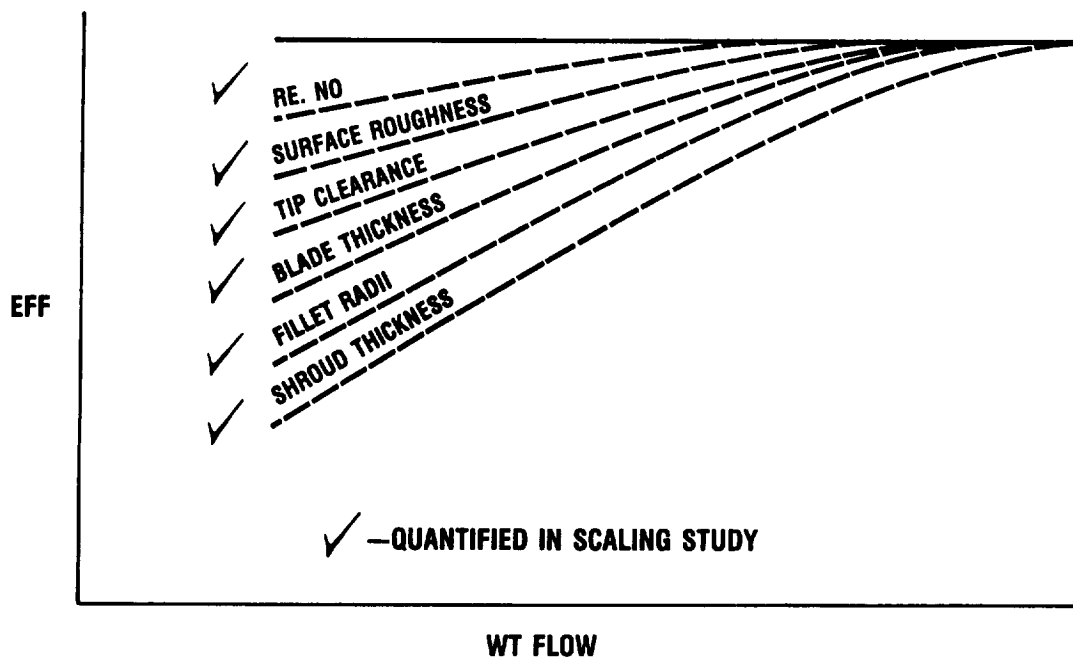 RE. NO
SURFACE ROUGHNESS
TIP CLEARANCE
BLADE THICKNESS
FILLET RADII
SHROUD THICKNESS
EFF
✓ –QUANTIFIED IN SCALING STUDY
WT FLOW